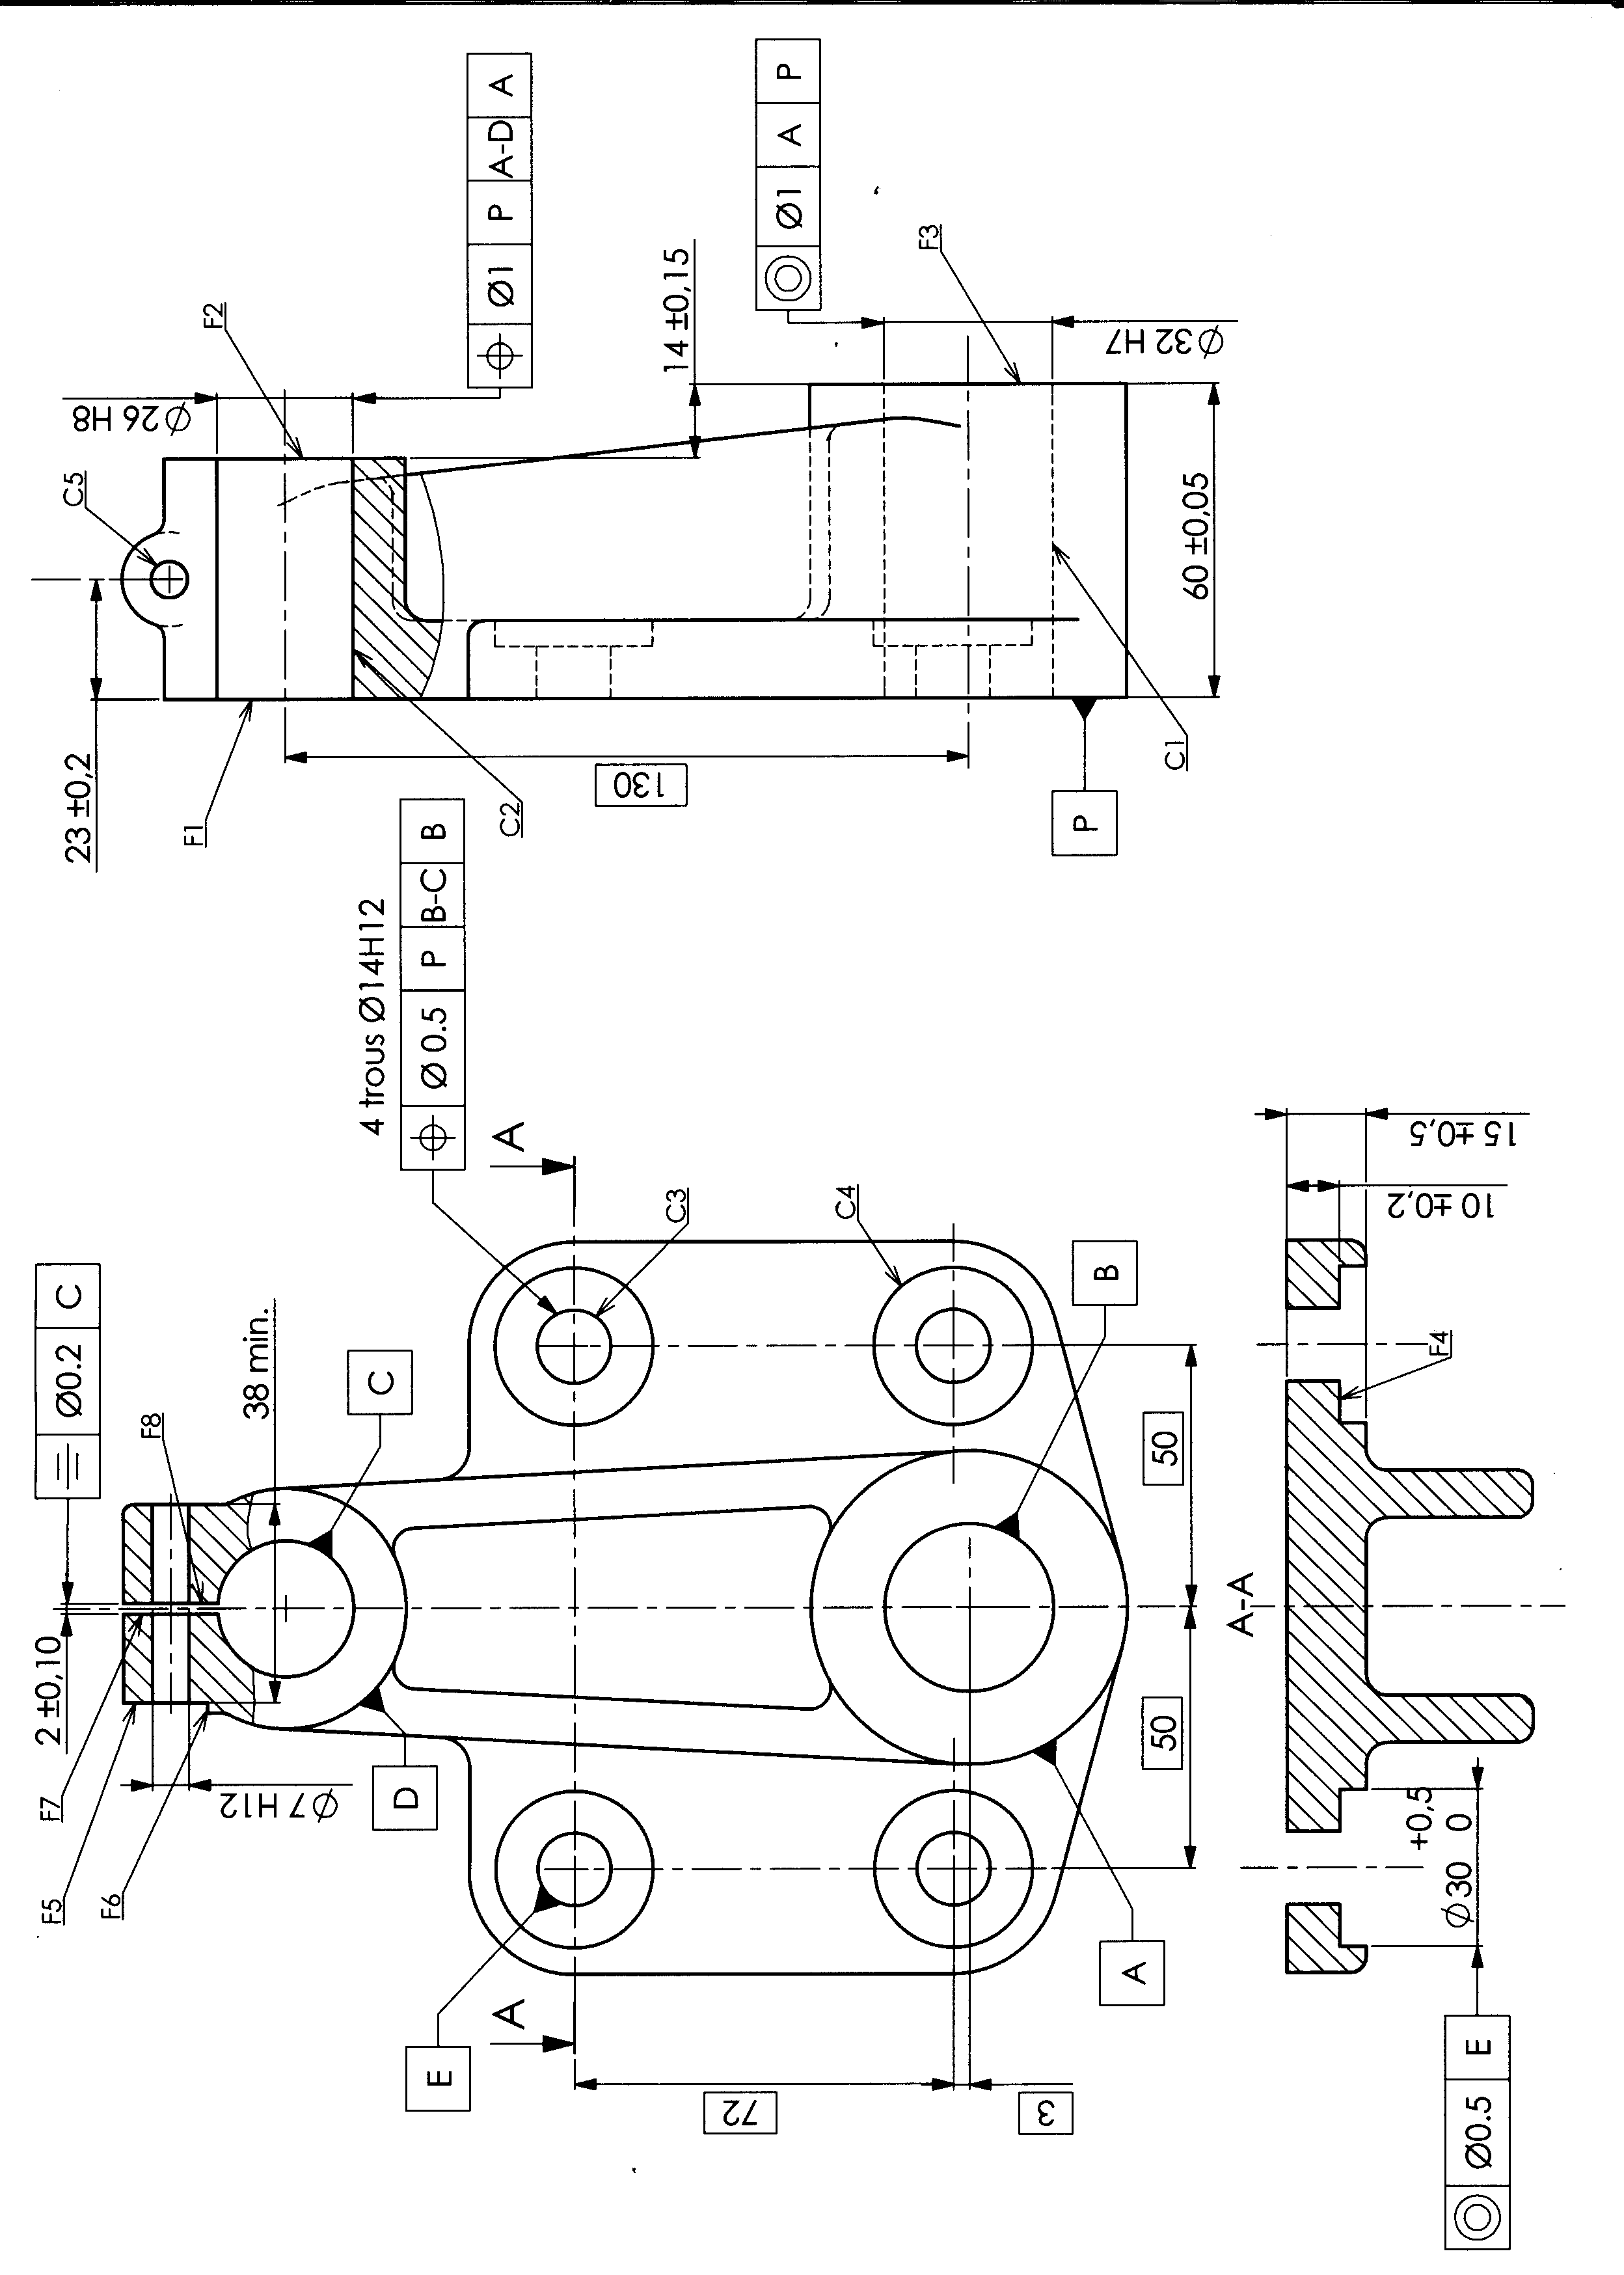 ⌖ Ø1 P A-D A
◎ Ø1 A P
F2
F3
C5
Ø26 H8
14 ±0,15
Ø32 H7
60 ±0,05
23 ±0,2
F1
C2
C1
130
P
4 trous Ø14H12
⌖ Ø 0.5 P B-C B
A
C3
C4
⌯ Ø0.2 C
F8
38 min.
C
B
2 ±0,10
F7
F5
F6
Ø7 H12
D
E
A
A
72
3
50
50
A-A
15 ±0,5
10 ±0,2
F4
Ø30 +0,5 0
◎ Ø0.5 E